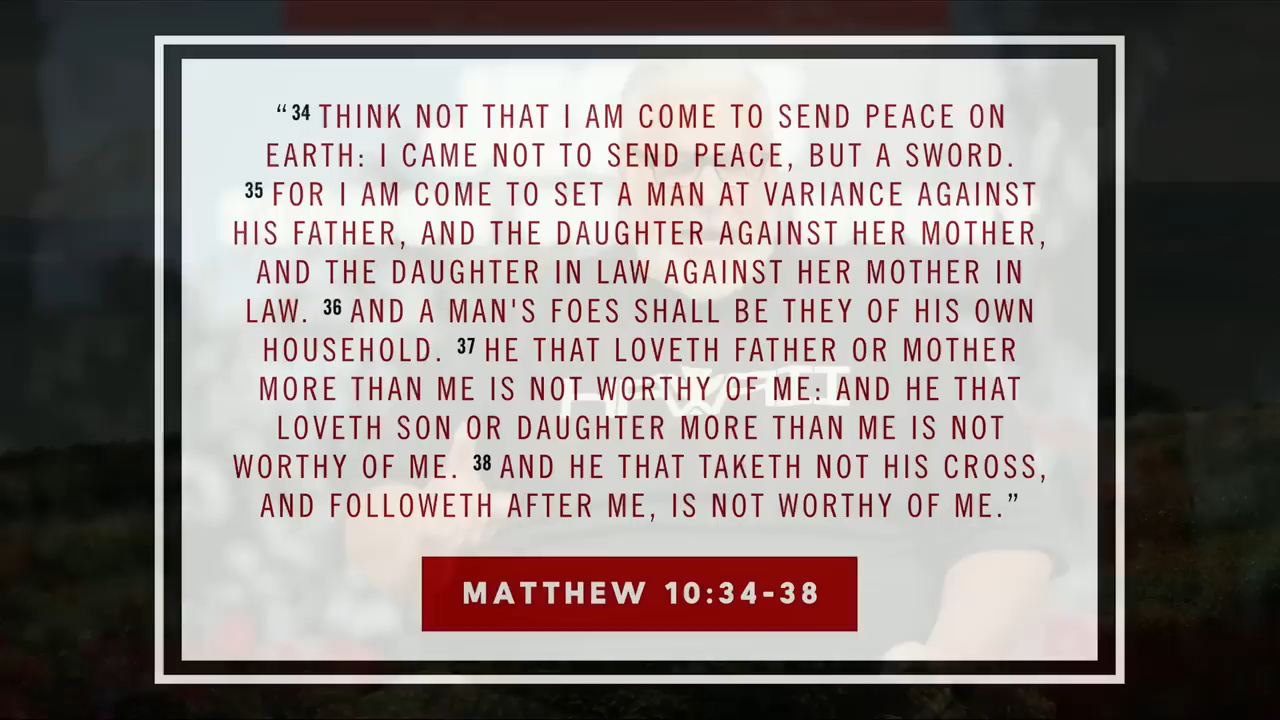 “34 THINK NOT THAT I AM COME TO SEND PEACE ON
EARTH: I CAME NOT TO SEND PEACE, BUT A SWORD.
35 FOR I AM COME TO SET A MAN AT VARIANCE AGAINST
HIS FATHER, AND THE DAUGHTER AGAINST HER MOTHER,
AND THE DAUGHTER IN LAW AGAINST HER MOTHER IN
LAW. 36 AND A MAN'S FOES SHALL BE THEY OF HIS OWN
HOUSEHOLD. 37 HE THAT LOVETH FATHER OR MOTHER
MORE THAN ME IS NOT WORTHY OF ME: AND HE THAT
LOVETH SON OR DAUGHTER MORE THAN ME IS NOT
WORTHY OF ME. 38 AND HE THAT TAKETH NOT HIS CROSS,
AND FOLLOWETH AFTER ME, IS NOT WORTHY OF ME.”
HAWAII
MATTHEW 10:34-38